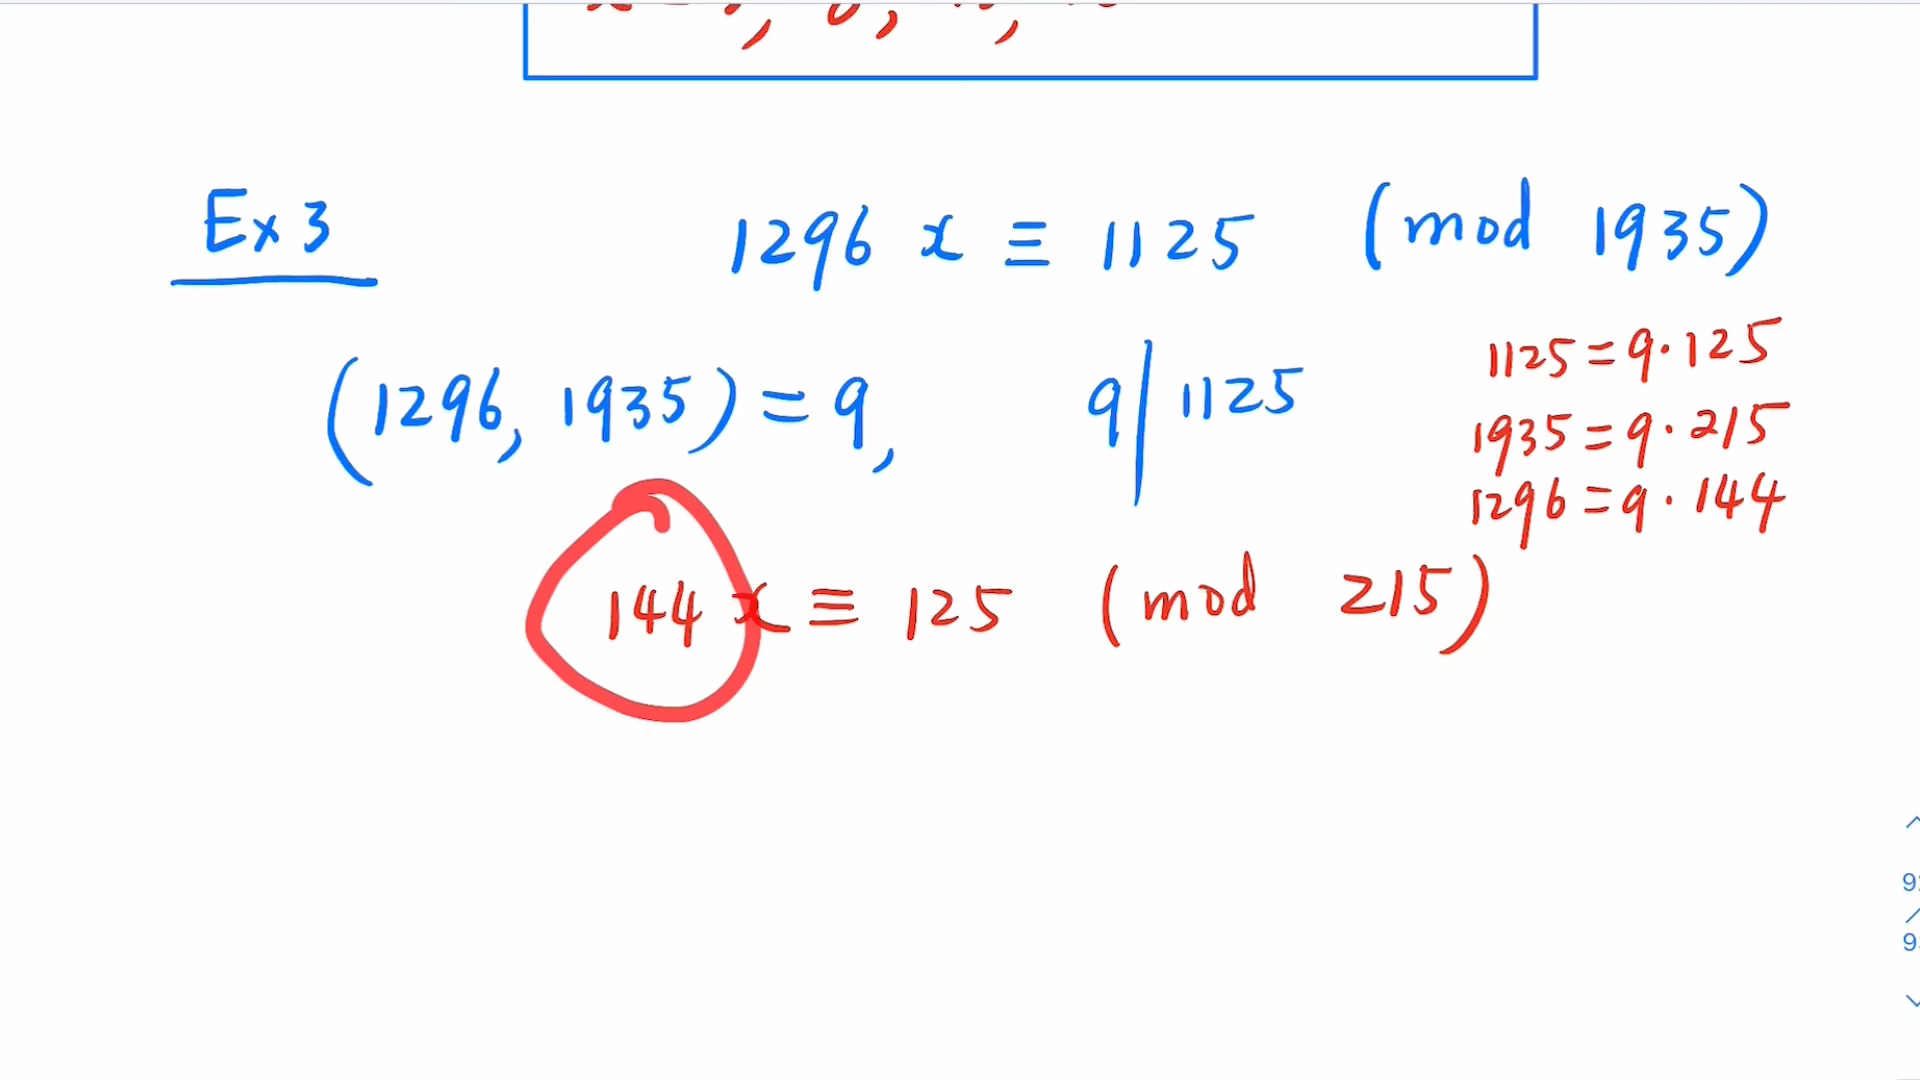 Ex 3 1296 x ≡ 1125 (mod 1935)
(1296, 1935) = 9, 9 | 1125
1125 = 9 · 125
1935 = 9 · 215
1296 = 9 · 144
144 x ≡ 125 (mod 215)